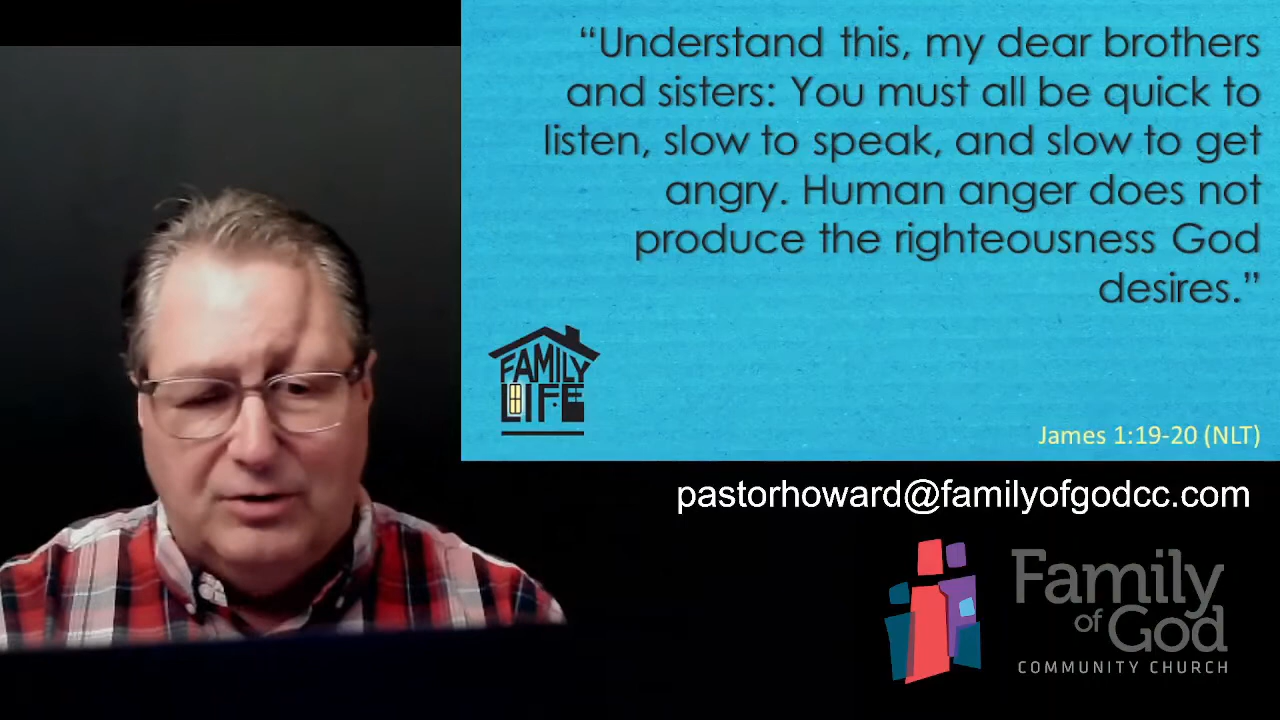 “Understand this, my dear brothers
and sisters: You must all be quick to
listen, slow to speak, and slow to get
angry. Human anger does not
produce the righteousness God
desires.”
FAMILY
LIFE
James 1:19-20 (NLT)
pastorhoward@familyofgodcc.com
Family
of
God
COMMUNITY CHURCH